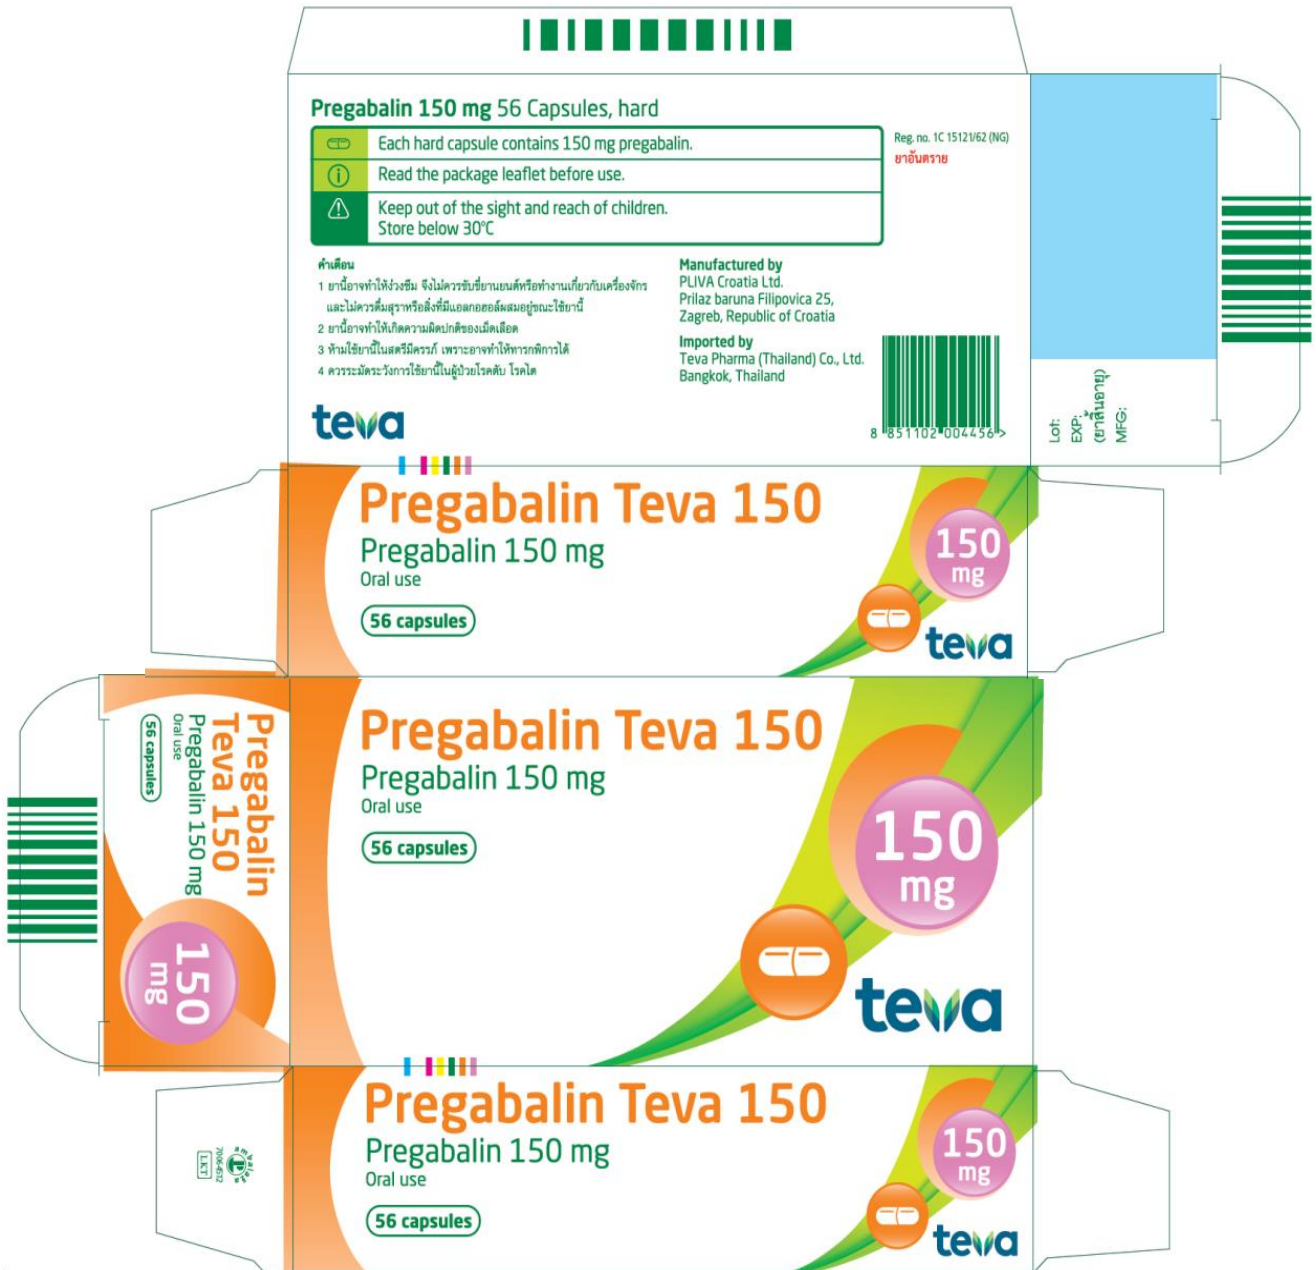 Pregabalin 150 mg 56 Capsules, hard
Each hard capsule contains 150 mg pregabalin.
Read the package leaflet before use.
Keep out of the sight and reach of children.
Store below 30°C
Reg. no. 1C 15121/62 (NG)
ยาอันตราย
คำเตือน
1 ยานี้อาจทำให้ง่วงซึม จึงไม่ควรขับขี่ยานยนต์หรือทำงานเกี่ยวกับเครื่องจักร
และไม่ควรดื่มสุราหรือสิ่งที่มีแอลกอฮอล์ผสมอยู่ขณะใช้ยานี้
2 ยานี้อาจทำให้เกิดความผิดปกติของเม็ดเลือด
3 ห้ามใช้ยานี้ในสตรีมีครรภ์ เพราะอาจทำให้ทารกพิการได้
4 ควรระมัดระวังการใช้ยานี้ในผู้ป่วยโรคตับ โรคไต
Manufactured by
PLIVA Croatia Ltd.
Prilaz baruna Filipovica 25,
Zagreb, Republic of Croatia
Imported by
Teva Pharma (Thailand) Co., Ltd.
Bangkok, Thailand
8 851102 004456 >
teva
Lot:
EXP:
(ยาสิ้นอายุ)
MFG:
Pregabalin Teva 150
Pregabalin 150 mg
Oral use
56 capsules
150
mg
teva
Pregabalin
Teva 150
Pregabalin 150 mg
Oral use
56 capsules
150
mg
Pregabalin Teva 150
Pregabalin 150 mg
Oral use
56 capsules
150
mg
teva
Pregabalin Teva 150
Pregabalin 150 mg
Oral use
56 capsules
150
mg
teva
P
7006-4532
LKT